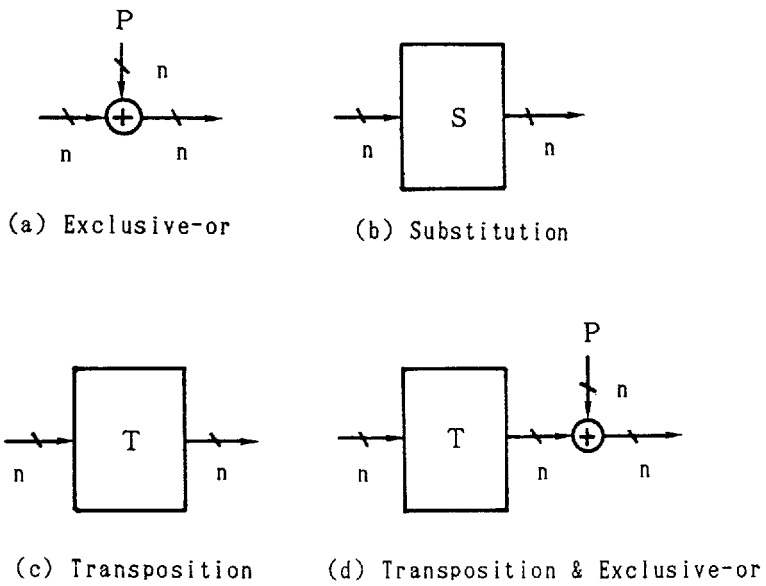 P
n
n
n
(a) Exclusive-or
S
n
n
(b) Substitution
T
n
n
(c) Transposition
P
n
T
n
n
n
(d) Transposition & Exclusive-or